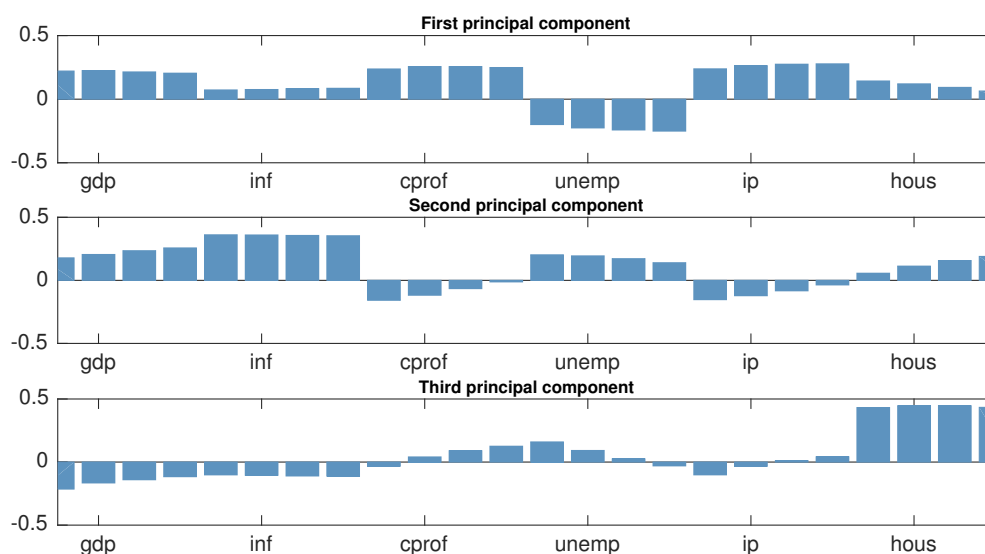 First principal component
0.5
0
-0.5
gdp inf cprof unemp ip hous
Second principal component
0.5
0
-0.5
gdp inf cprof unemp ip hous
Third principal component
0.5
0
-0.5
gdp inf cprof unemp ip hous